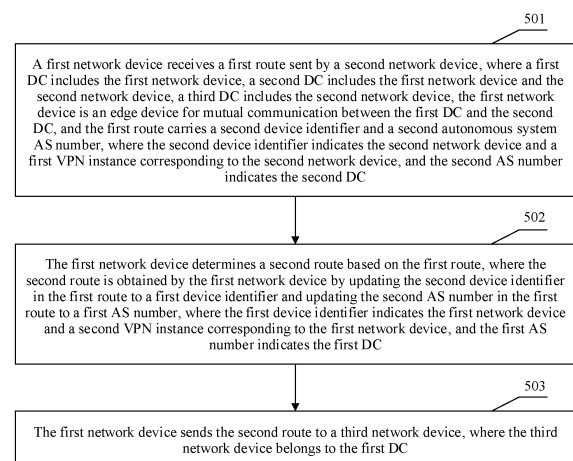 501
A first network device receives a first route sent by a second network device, where a first
DC includes the first network device, a second DC includes the first network device and the
second network device, a third DC includes the second network device, the first network
device is an edge device for mutual communication between the first DC and the second
DC, and the first route carries a second device identifier and a second autonomous system
AS number, where the second device identifier indicates the second network device and a
first VPN instance corresponding to the second network device, and the second AS number
indicates the second DC
502
The first network device determines a second route based on the first route, where the
second route is obtained by the first network device by updating the second device identifier
in the first route to a first device identifier and updating the second AS number in the first
route to a first AS number, where the first device identifier indicates the first network device
and a second VPN instance corresponding to the first network device, and the first AS
number indicates the first DC
503
The first network device sends the second route to a third network device, where the third
network device belongs to the first DC